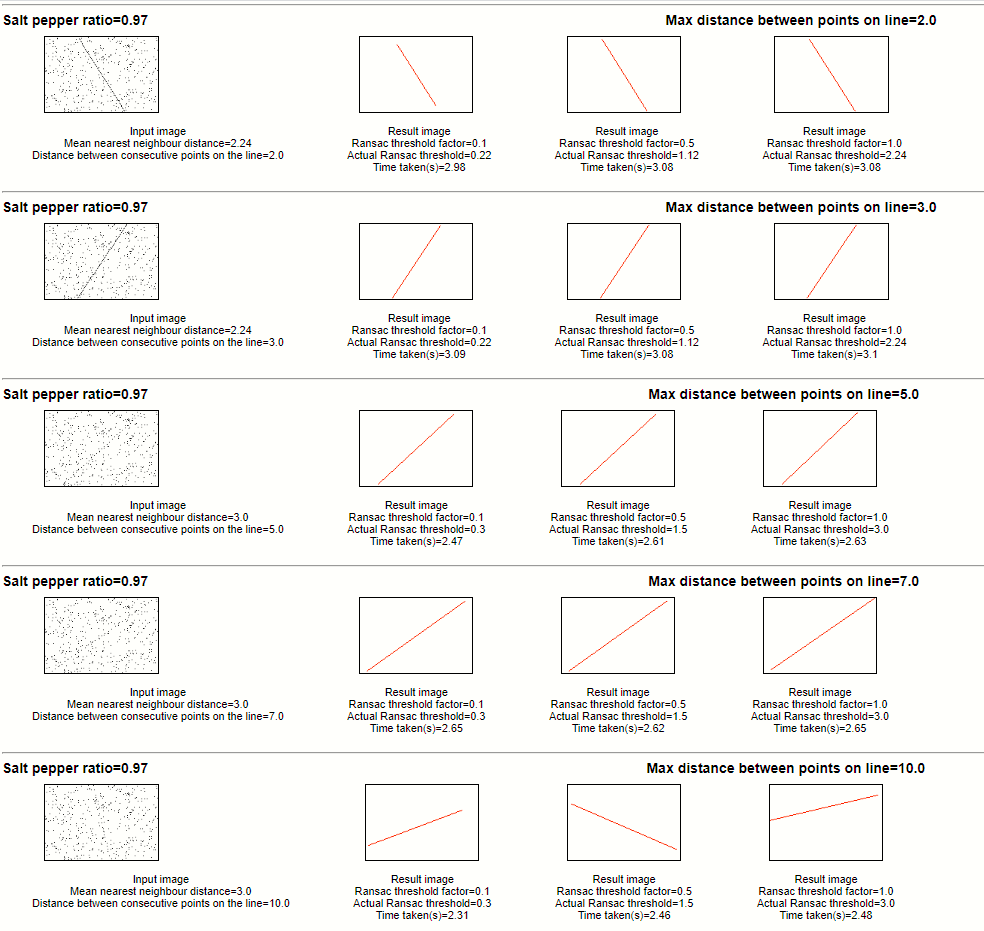 Salt pepper ratio=0.97 Max distance between points on line=2.0
Input image Result image Result image Result image
Mean nearest neighbour distance=2.24 Ransac threshold factor=0.1 Ransac threshold factor=0.5 Ransac threshold factor=1.0
Distance between consecutive points on the line=2.0 Actual Ransac threshold=0.22 Actual Ransac threshold=1.12 Actual Ransac threshold=2.24
Time taken(s)=2.98 Time taken(s)=3.08 Time taken(s)=3.08
Salt pepper ratio=0.97 Max distance between points on line=3.0
Input image Result image Result image Result image
Mean nearest neighbour distance=2.24 Ransac threshold factor=0.1 Ransac threshold factor=0.5 Ransac threshold factor=1.0
Distance between consecutive points on the line=3.0 Actual Ransac threshold=0.22 Actual Ransac threshold=1.12 Actual Ransac threshold=2.24
Time taken(s)=3.09 Time taken(s)=3.08 Time taken(s)=3.1
Salt pepper ratio=0.97 Max distance between points on line=5.0
Input image Result image Result image Result image
Mean nearest neighbour distance=3.0 Ransac threshold factor=0.1 Ransac threshold factor=0.5 Ransac threshold factor=1.0
Distance between consecutive points on the line=5.0 Actual Ransac threshold=0.3 Actual Ransac threshold=1.5 Actual Ransac threshold=3.0
Time taken(s)=2.47 Time taken(s)=2.61 Time taken(s)=2.63
Salt pepper ratio=0.97 Max distance between points on line=7.0
Input image Result image Result image Result image
Mean nearest neighbour distance=3.0 Ransac threshold factor=0.1 Ransac threshold factor=0.5 Ransac threshold factor=1.0
Distance between consecutive points on the line=7.0 Actual Ransac threshold=0.3 Actual Ransac threshold=1.5 Actual Ransac threshold=3.0
Time taken(s)=2.65 Time taken(s)=2.62 Time taken(s)=2.65
Salt pepper ratio=0.97 Max distance between points on line=10.0
Input image Result image Result image Result image
Mean nearest neighbour distance=3.0 Ransac threshold factor=0.1 Ransac threshold factor=0.5 Ransac threshold factor=1.0
Distance between consecutive points on the line=10.0 Actual Ransac threshold=0.3 Actual Ransac threshold=1.5 Actual Ransac threshold=3.0
Time taken(s)=2.31 Time taken(s)=2.46 Time taken(s)=2.48